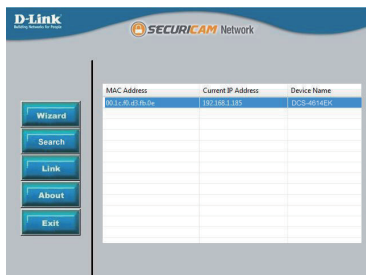 D-Link
Building Networks for People
SECURICAM Network
MAC Address Current IP Address Device Name
00.1c.f0.d3.fb.0e 192.168.1.185 DCS-4614EK
Wizard
Search
Link
About
Exit